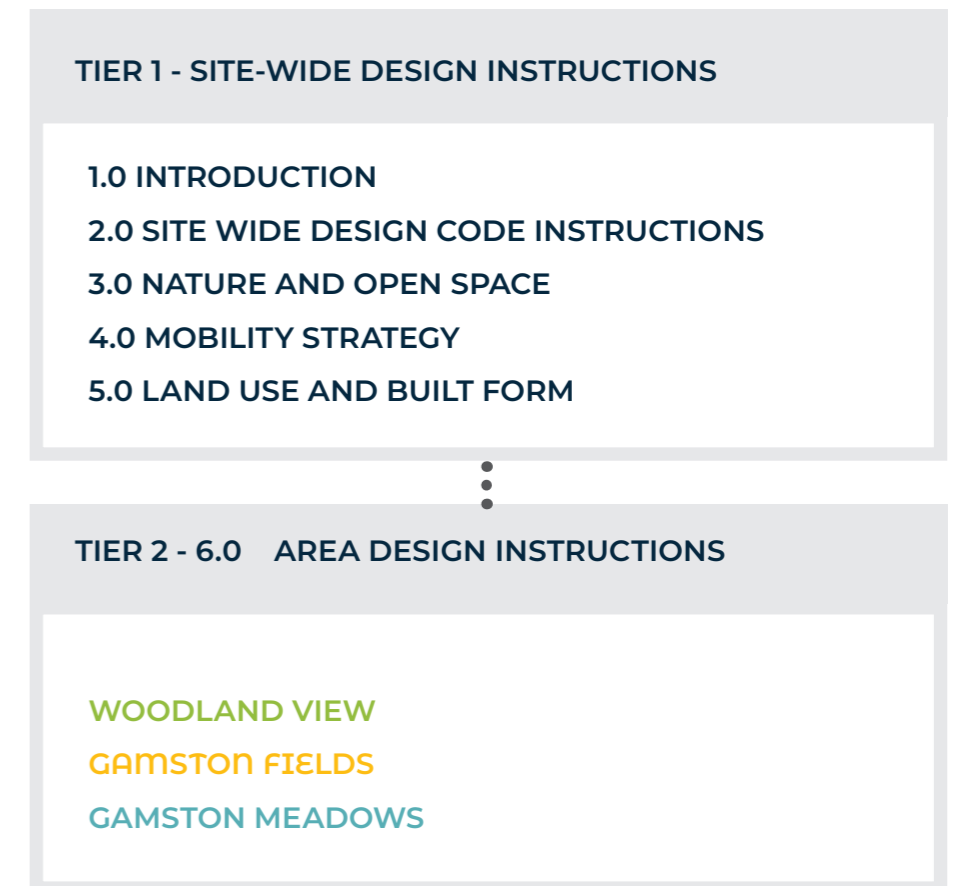 TIER 1 - SITE-WIDE DESIGN INSTRUCTIONS
1.0 INTRODUCTION
2.0 SITE WIDE DESIGN CODE INSTRUCTIONS
3.0 NATURE AND OPEN SPACE
4.0 MOBILITY STRATEGY
5.0 LAND USE AND BUILT FORM
TIER 2 - 6.0 AREA DESIGN INSTRUCTIONS
WOODLAND VIEW
GAMSTON FIELDS
GAMSTON MEADOWS